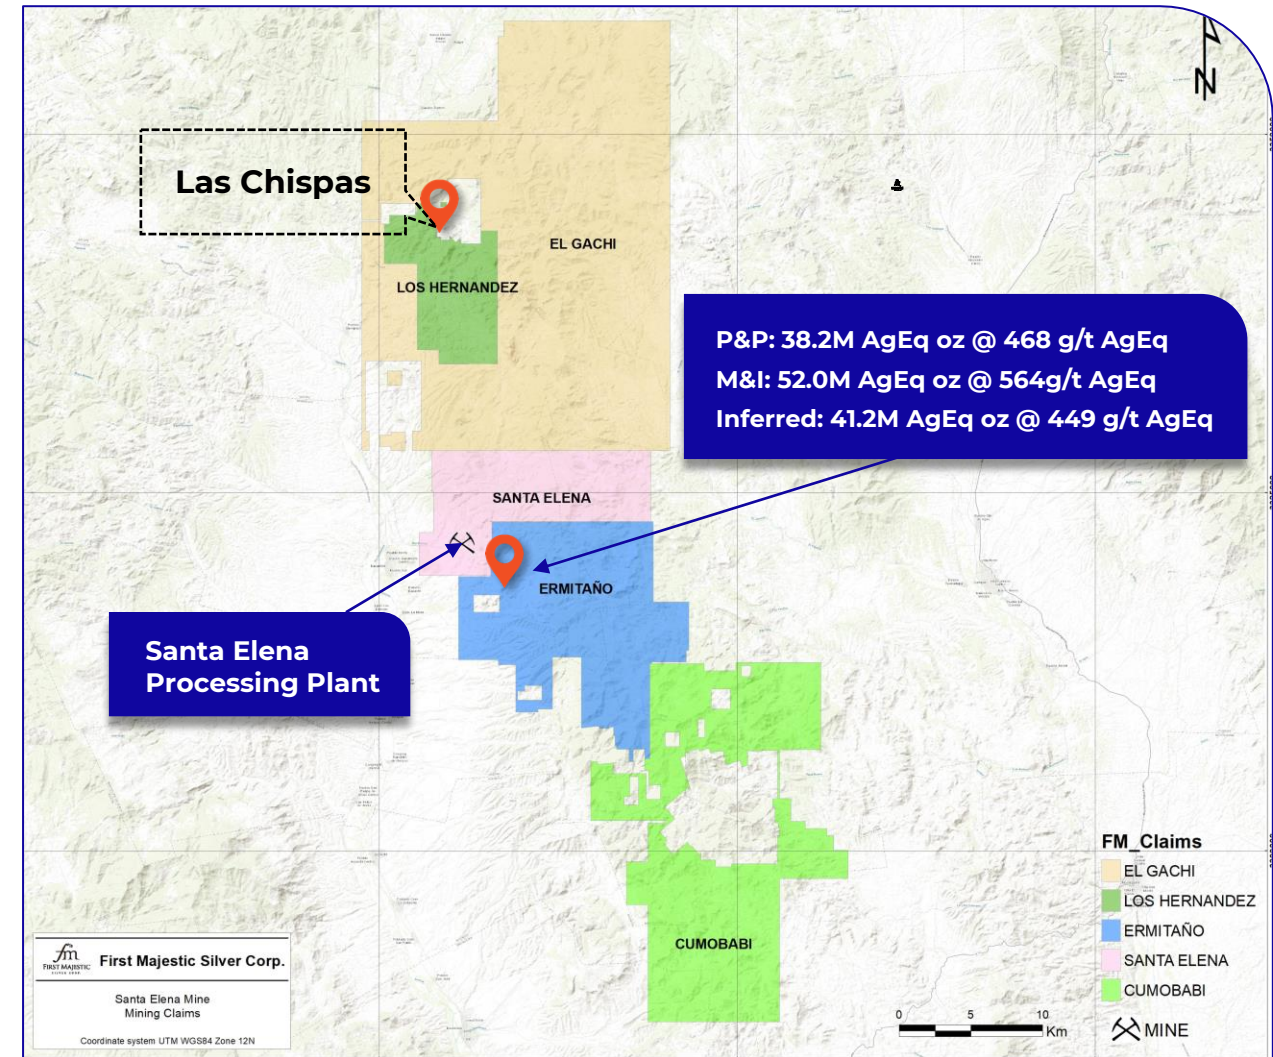 N
Las Chispas
EL GACHI
LOS HERNANDEZ
P&P: 38.2M AgEq oz @ 468 g/t AgEq
M&I: 52.0M AgEq oz @ 564g/t AgEq
Inferred: 41.2M AgEq oz @ 449 g/t AgEq
SANTA ELENA
ERMITAÑO
Santa Elena
Processing Plant
CUMOBABI
FM_Claims
EL GACHI
LOS HERNANDEZ
ERMITAÑO
SANTA ELENA
CUMOBABI
MINE
0 5 10
Km
fm
FIRST MAJESTIC
First Majestic Silver Corp.
Santa Elena Mine
Mining Claims
Coordinate system UTM WGS84 Zone 12N